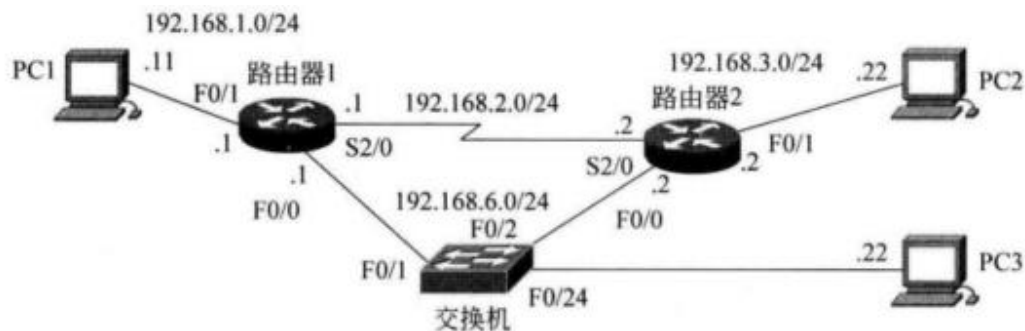 192.168.1.0/24
PC1
.11
F0/1
路由器1
.1
.1
S2/0
.1
F0/0
192.168.2.0/24
192.168.3.0/24
路由器2
.2
S2/0
.2
F0/0
.2
F0/1
.22
PC2
192.168.6.0/24
F0/2
F0/1
F0/24
交换机
.22
PC3